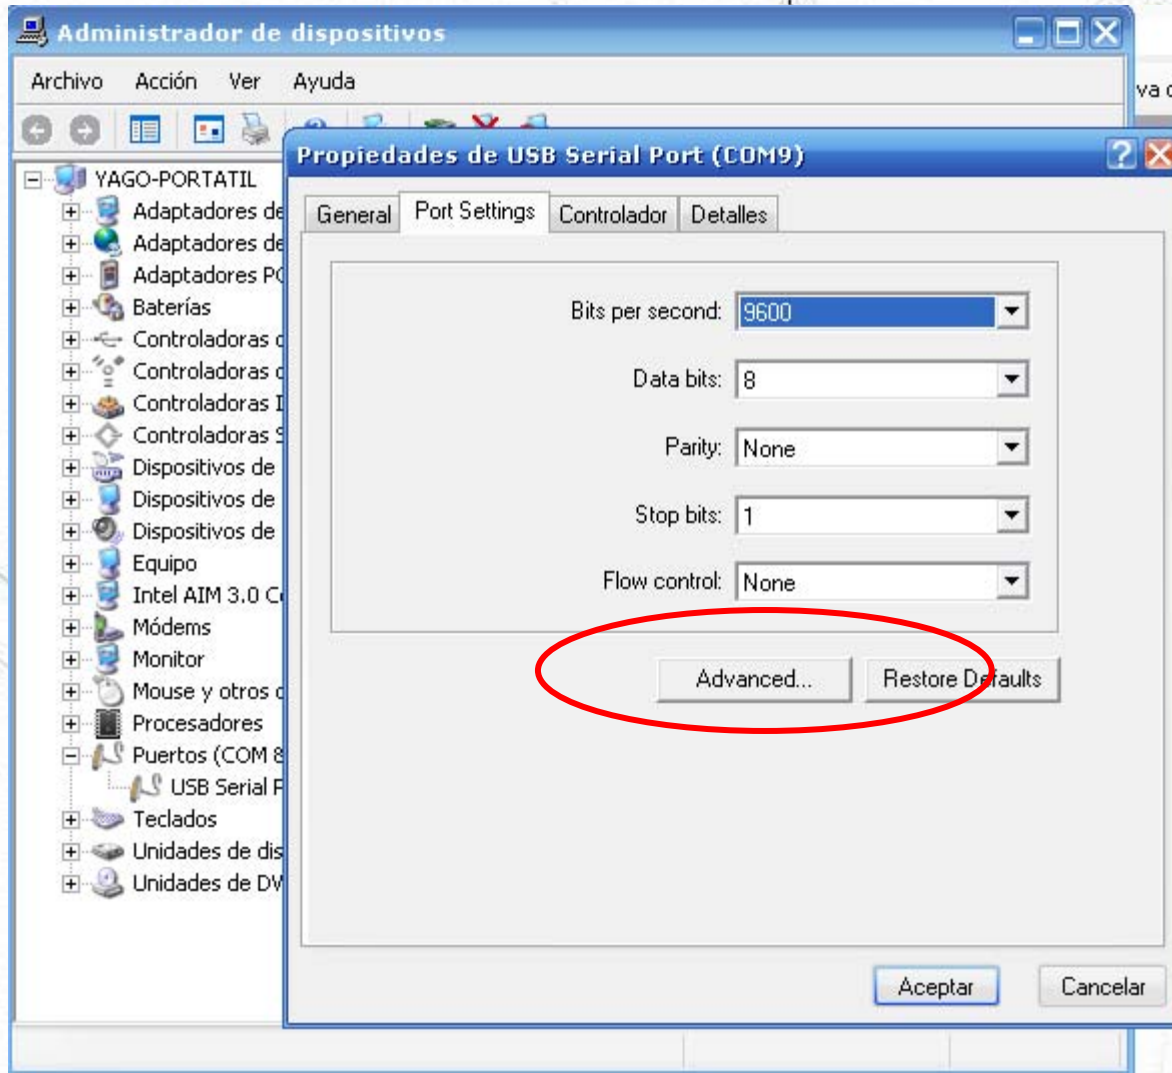 Administrador de dispositivos
Archivo Acción Ver Ayuda
va
Propiedades de USB Serial Port (COM9)
YAGO-PORTATIL
Adaptadores de
Adaptadores de
Adaptadores PC
Baterías
Controladoras
Controladoras
Controladoras
Controladoras
Dispositivos de
Dispositivos de
Dispositivos de
Equipo
Intel AIM 3.0
Módems
Monitor
Mouse y otros
Procesadores
Puertos (COM
USB Serial
Teclados
Unidades de dis
Unidades de DV
General Port Settings Controlador Detalles
Bits per second: 9600
Data bits: 8
Parity: None
Stop bits: 1
Flow control: None
Advanced... Restore Defaults
Aceptar Cancelar